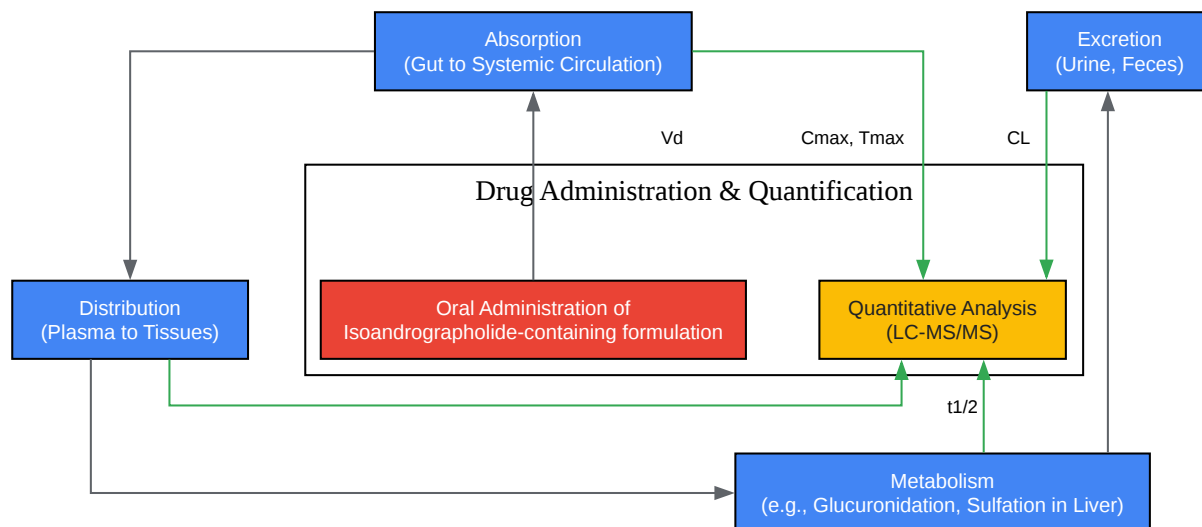 Absorption
(Gut to Systemic Circulation)
Excretion
(Urine, Feces)
Vd
Cmax, Tmax
CL
Drug Administration & Quantification
Distribution
(Plasma to Tissues)
Oral Administration of
Isoandrographolide-containing formulation
Quantitative Analysis
(LC-MS/MS)
t1/2
Metabolism
(e.g., Glucuronidation, Sulfation in Liver)